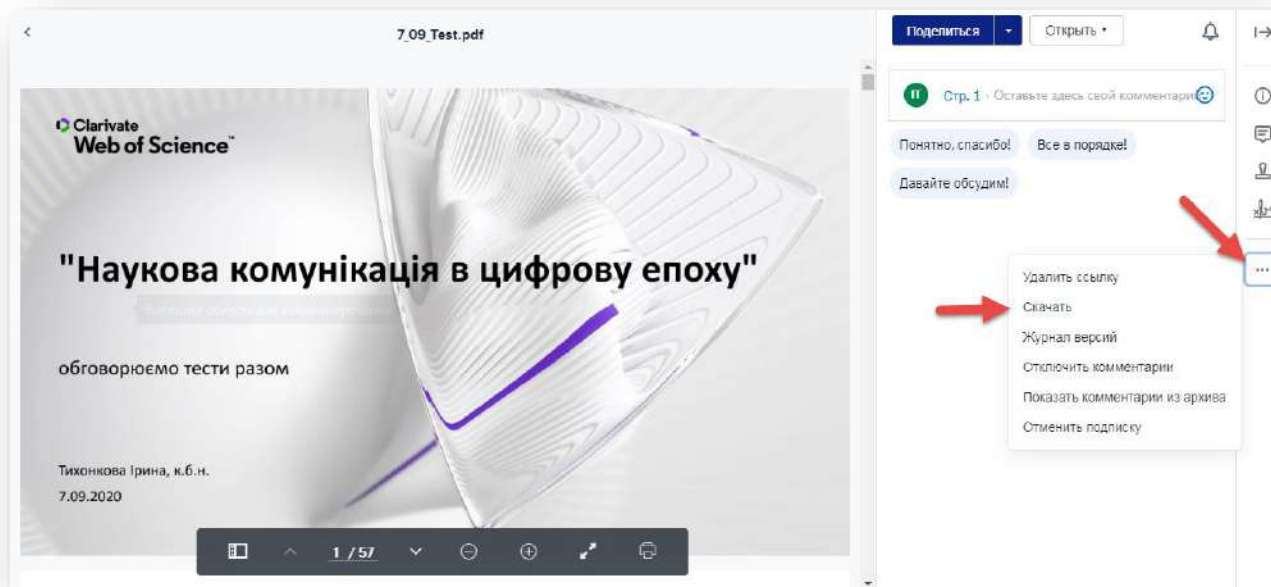 7_09_Test.pdf
Поделиться
Открыть
Clarivate
Web of Science™
Стр. 1 · Оставьте здесь свой комментарий
Понятно, спасибо!
Все в порядке!
Давайте обсудим!
"Наукова комунікація в цифрову епоху"
обговорюємо тести разом
Тихонкова Ірина, к.б.н.
7.09.2020
Удалить ссылку
Скачать
Журнал версий
Отключить комментарии
Показать комментарии из архива
Отменить подписку
1 / 57